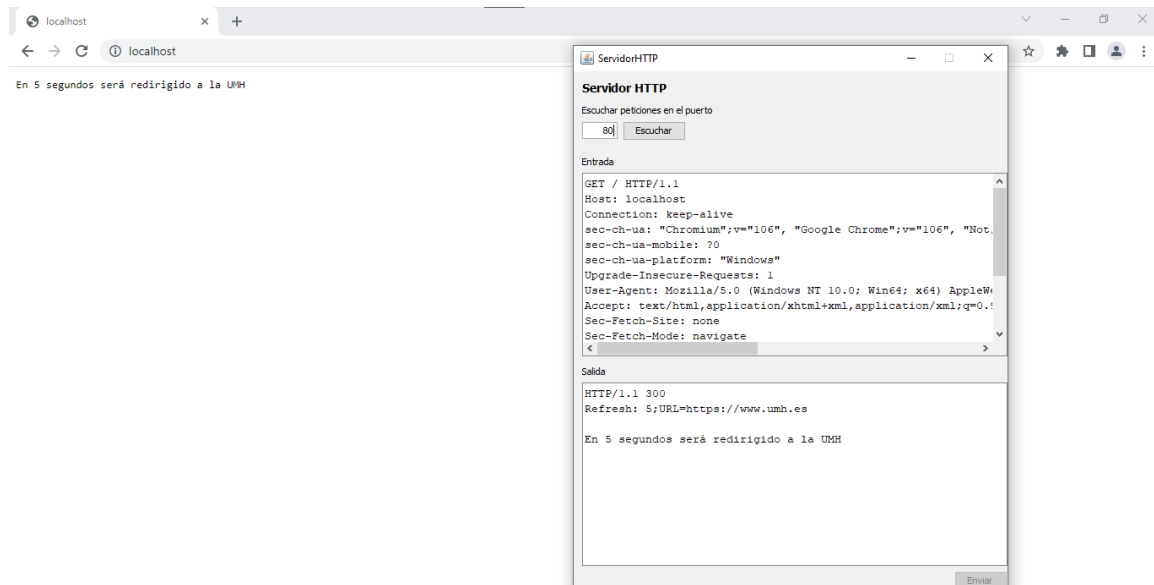 localhost
localhost
En 5 segundos será redirigido a la UMH
ServidorHTTP
Servidor HTTP
Escuchar peticiones en el puerto
80 Escuchar
Entrada
GET / HTTP/1.1
Host: localhost
Connection: keep-alive
sec-ch-ua: "Chromium";v="106", "Google Chrome";v="106", "Not
sec-ch-ua-mobile: ?0
sec-ch-ua-platform: "Windows"
Upgrade-Insecure-Requests: 1
User-Agent: Mozilla/5.0 (Windows NT 10.0; Win64; x64)
Accept: text/html,application/xhtml+xml,application/xml;q=0.
Sec-Fetch-Site: none
Sec-Fetch-Mode: navigate
Salida
HTTP/1.1 300
Refresh: 5;URL=https://www.umh.es
En 5 segundos será redirigido a la UMH
Enviar